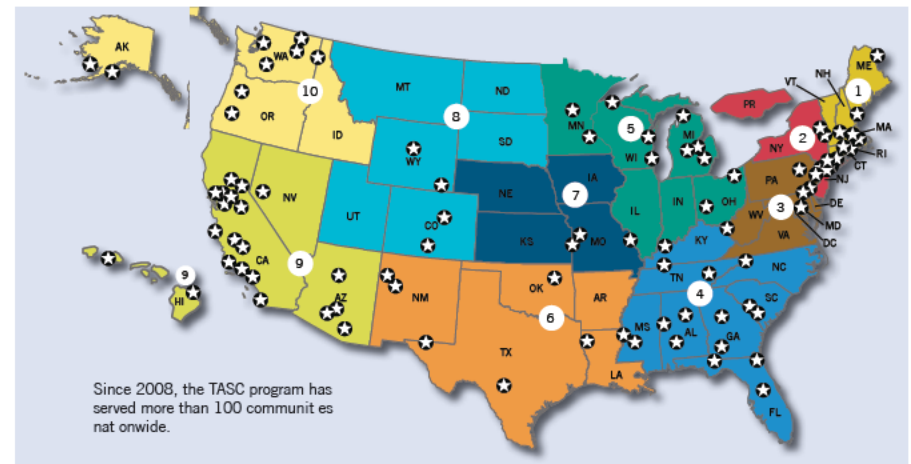 AK
WA
OR
ID
10
MT
ND
SD
WY
8
UT
CO
NV
CA
AZ
9
9
HI
NE
KS
IA
MO
7
MN
WI
MI
5
IL
IN
OH
NM
OK
AR
TX
LA
6
KY
TN
NC
SC
MS
AL
GA
FL
4
PA
WV
VA
3
DE
MD
DC
PR
NY
NJ
2
VT
NH
ME
1
MA
RI
CT
Since 2008, the TASC program has
served more than 100 communit es
nat onwide.